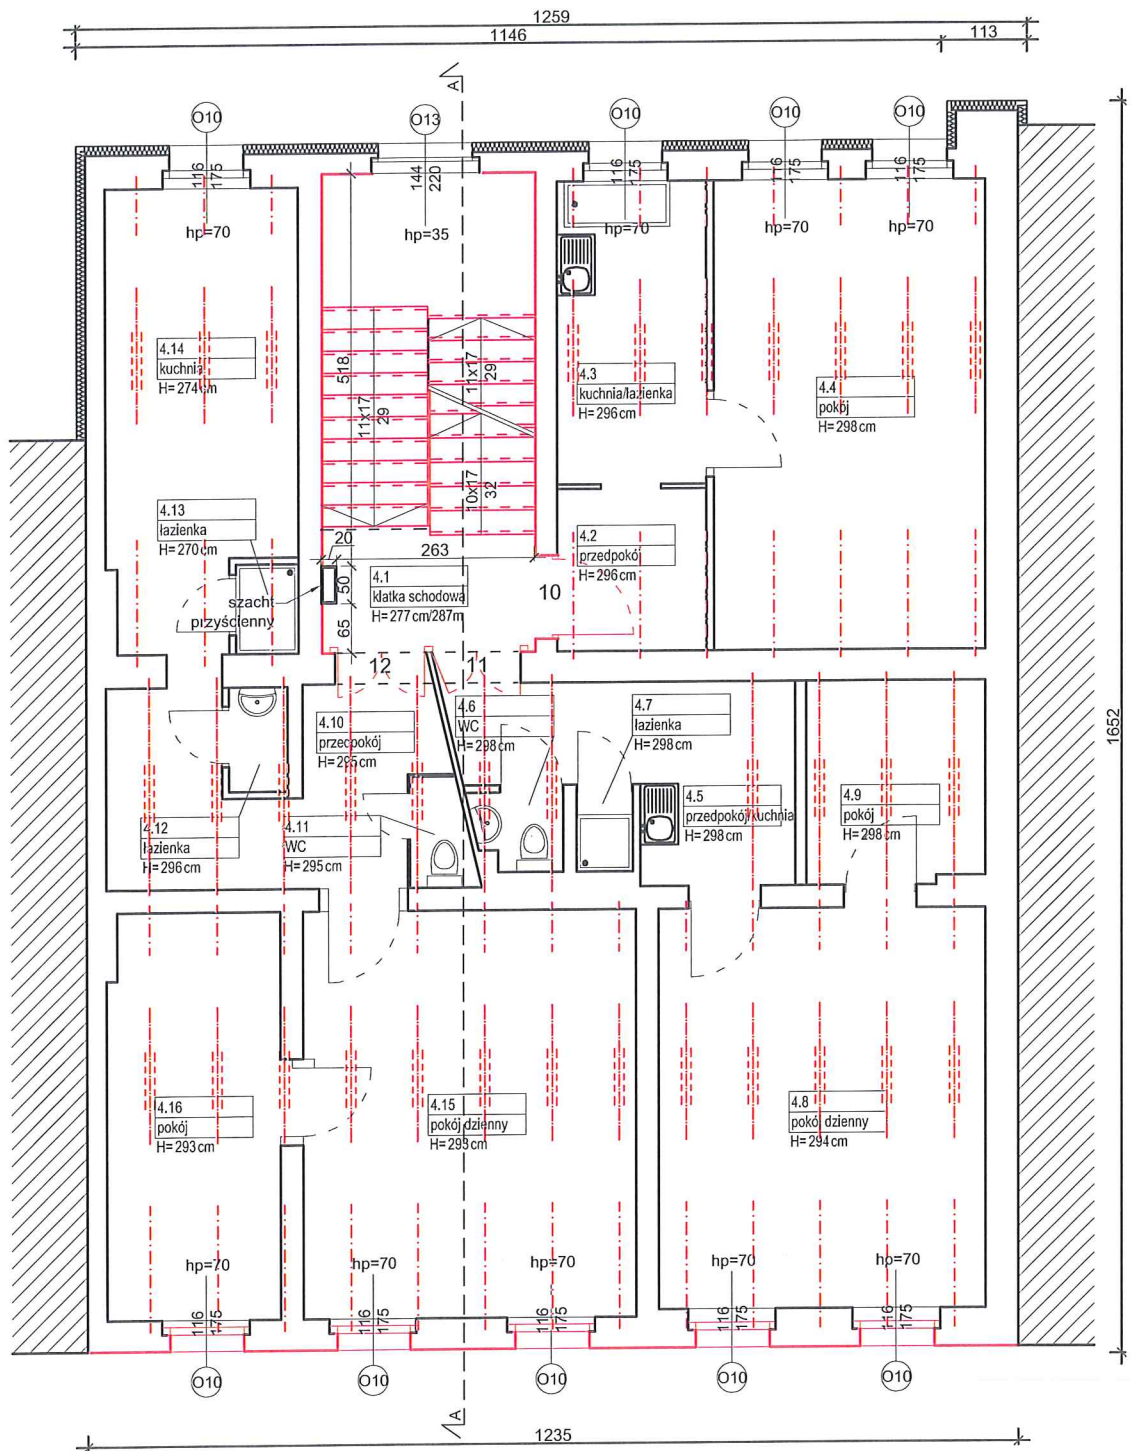 1259
1146
113
A
O10
O13
O10
O10
O10
116
175
144
220
116
175
116
175
116
175
hp=70
hp=35
hp=70
hp=70
hp=70
4.14
kuchnia
H=274cm
518
11x17
29
11x17
29
4.3
kuchnia/łazienka
H=296cm
4.4
pokój
H=298cm
10x17
32
4.13
łazienka
H=270cm
20
263
4.2
przedpokój
H=296cm
szacht
przyścienny
50
65
4.1
klatka schodowa
H=277cm/287m
10
12
11
4.10
przedpokój
H=295cm
4.6
WC
H=298cm
4.7
łazienka
H=298cm
1652
4.12
łazienka
H=296cm
4.11
WC
H=295cm
4.5
przedpokój/kuchnia
H=298cm
4.9
pokój
H=298cm
4.16
pokój
H=293cm
4.15
pokój dzienny
H=293cm
4.8
pokój dzienny
H=294cm
hp=70
hp=70
hp=70
hp=70
hp=70
116
175
116
175
116
175
116
175
116
175
O10
O10
O10
O10
O10
A
1235